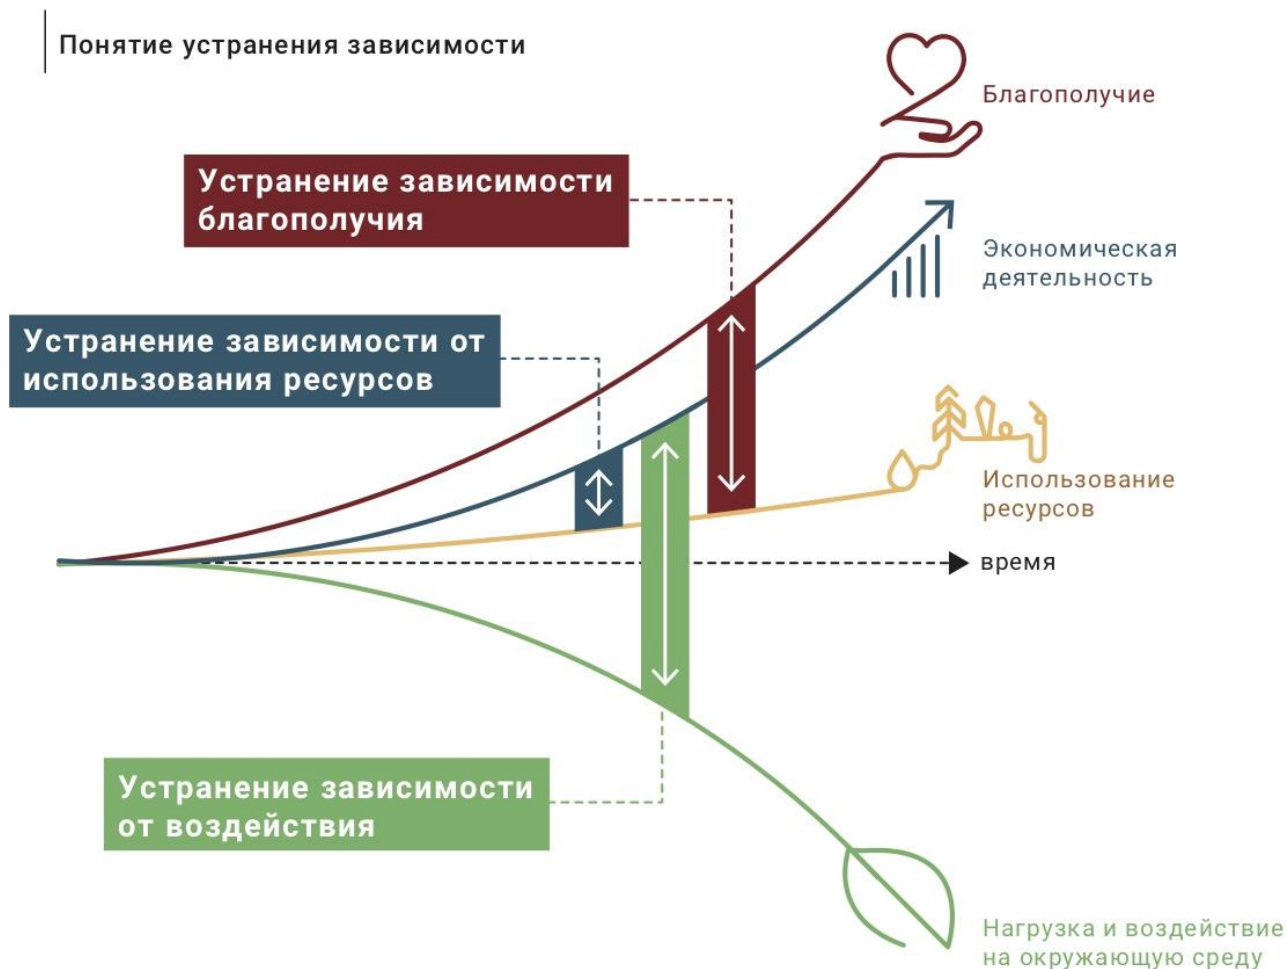 Понятие устранения зависимости
Благополучие
Устранение зависимости
благополучия
Экономическая
деятельность
Устранение зависимости от
использования ресурсов
Использование
ресурсов
время
Устранение зависимости
от воздействия
Нагрузка и воздействие
на окружающую среду